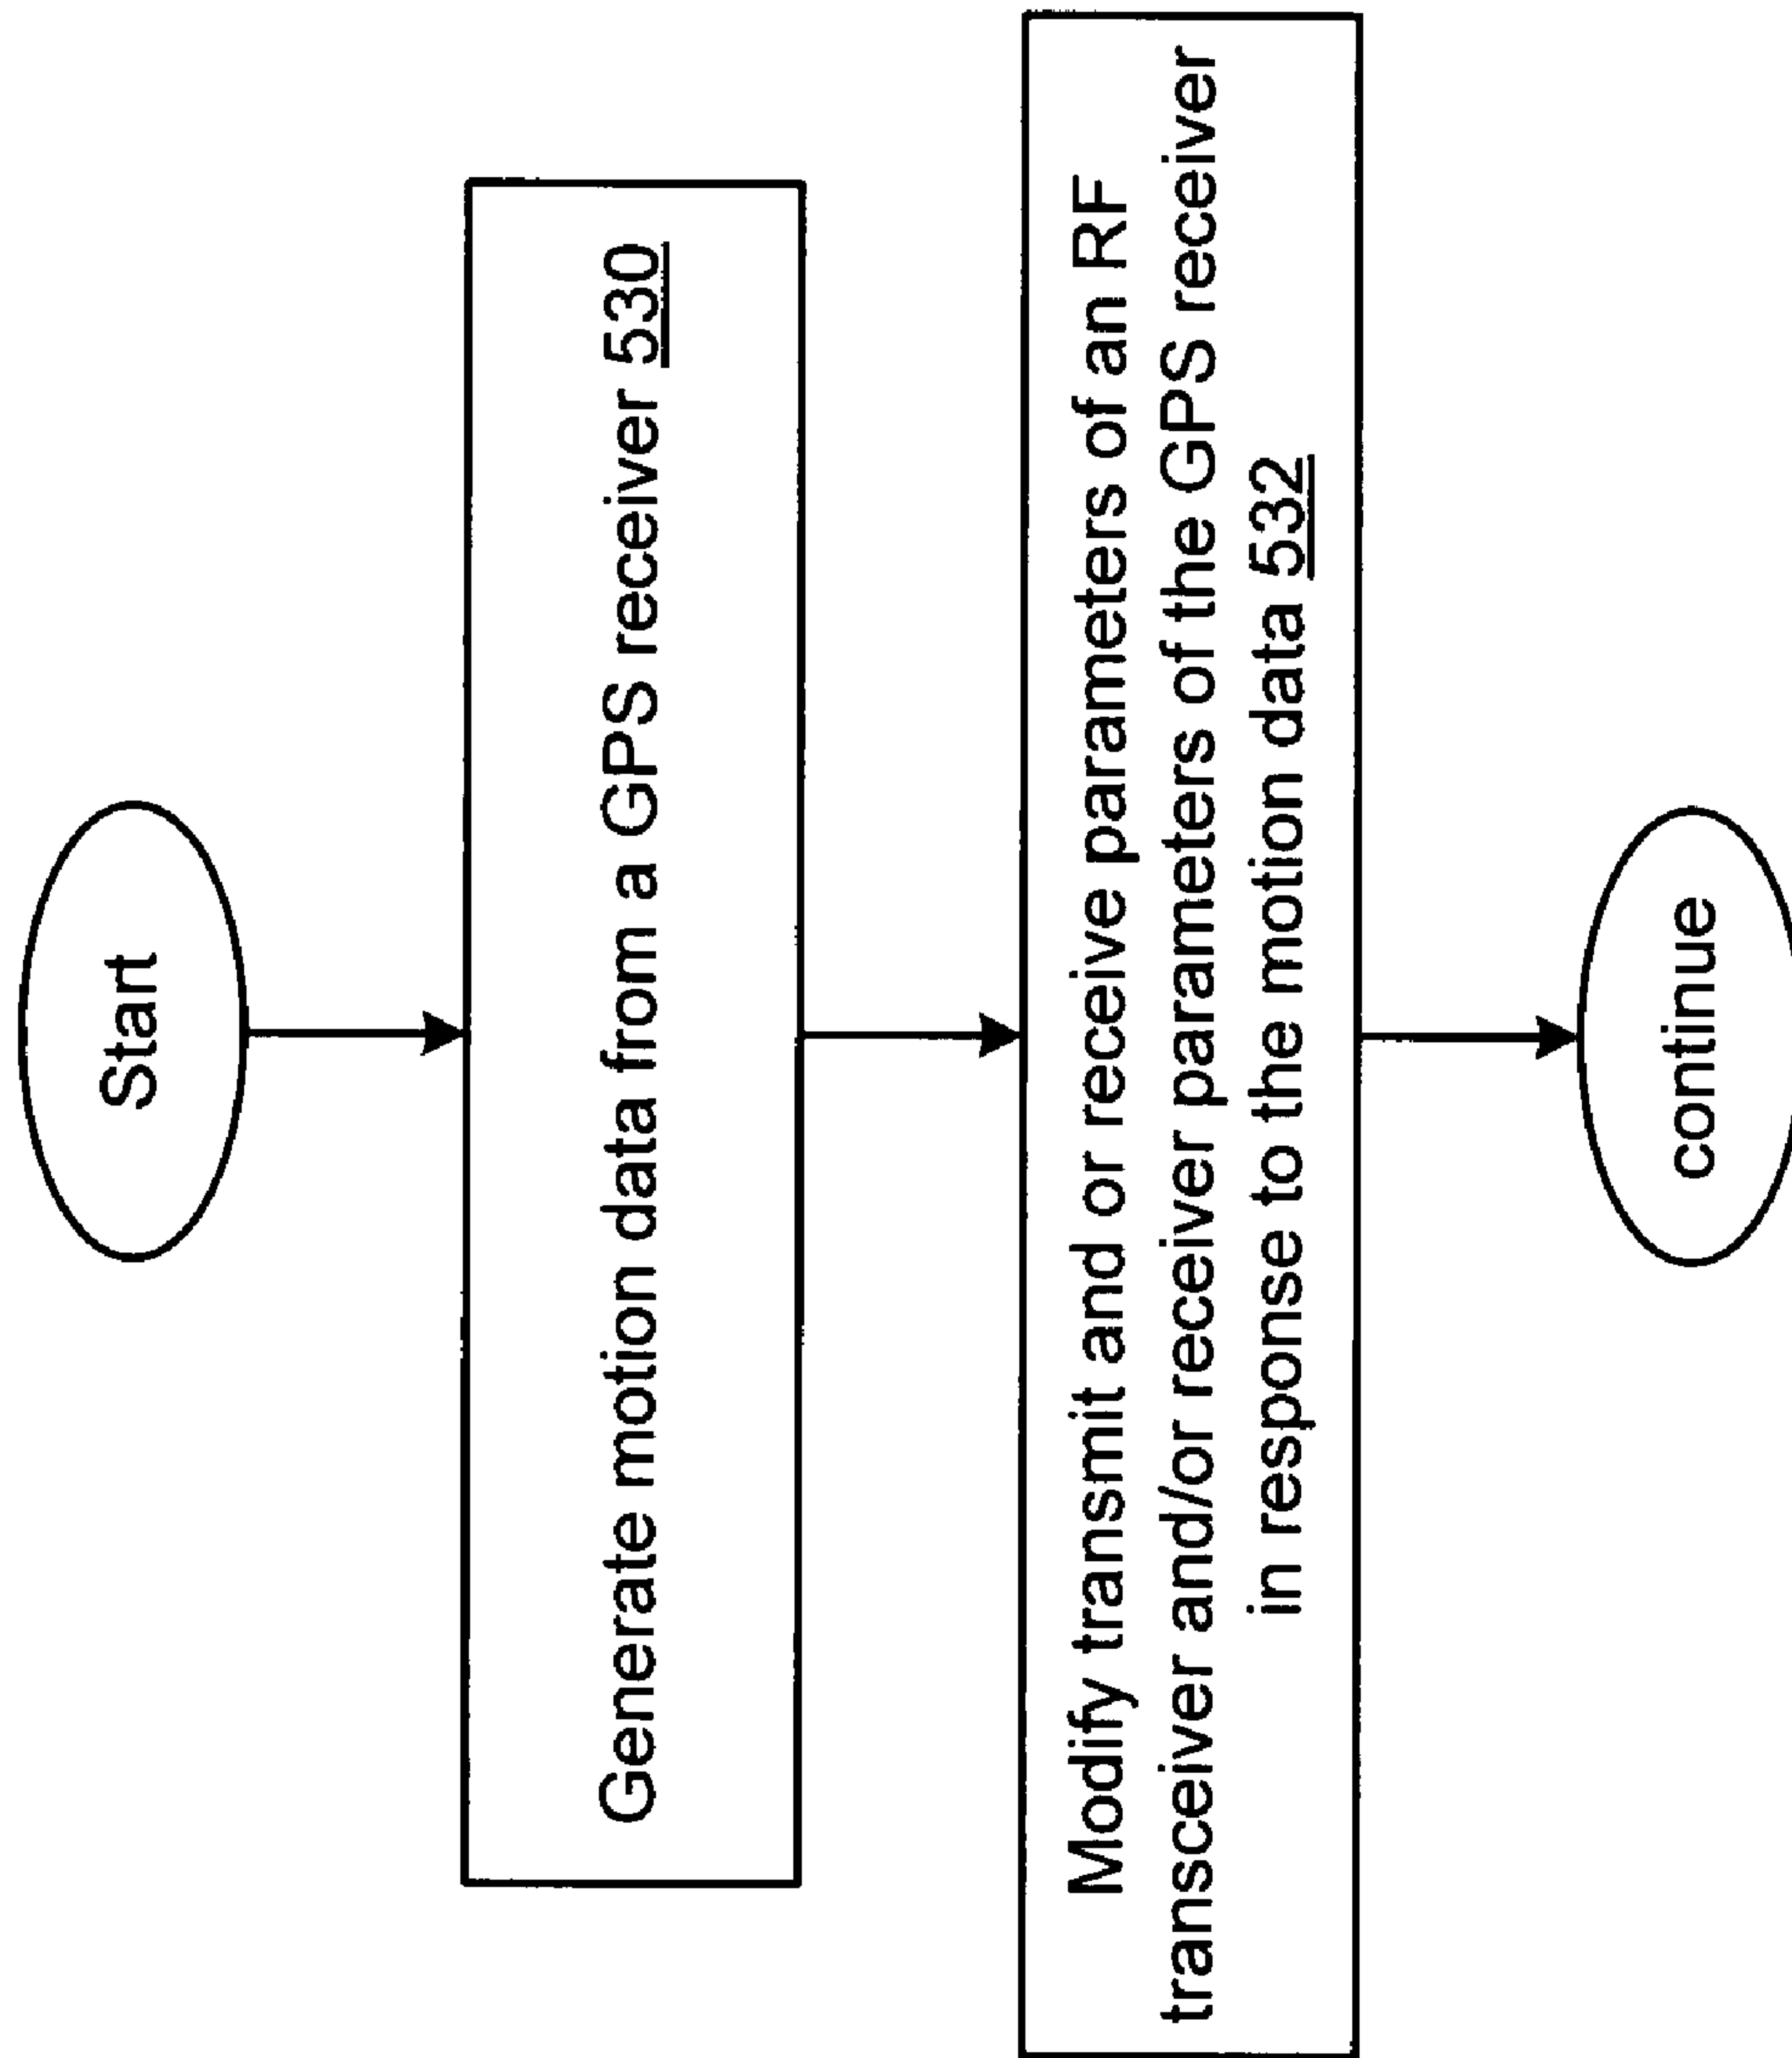 Start
Generate motion data from a GPS receiver 530
Modify transmit and or receive parameters of an RF
transceiver and/or receiver parameters of the GPS receiver
in response to the motion data 532
continue